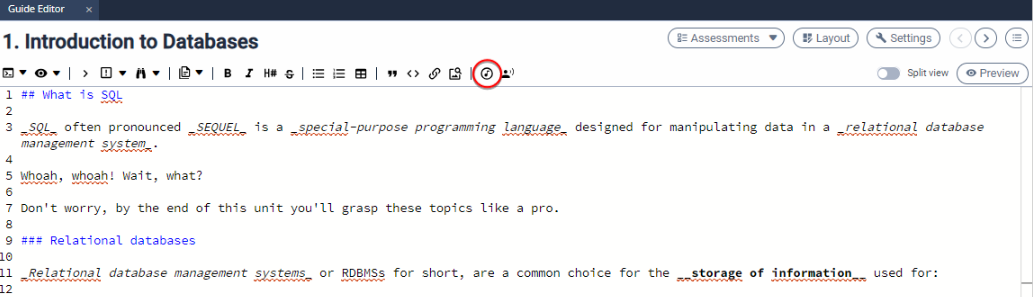 Guide Editor ×
1. Introduction to Databases
Assessments Layout Settings
B I H# S
Split view Preview
1 ## What is SQL
2
3 _SQL_ often pronounced _SEQUEL_ is a _special-purpose programming language_ designed for manipulating data in a _relational database
management system_.
4
5 Whoah, whoah! Wait, what?
6
7 Don't worry, by the end of this unit you'll grasp these topics like a pro.
8
9 ### Relational databases
10
11 _Relational database management systems_ or RDBMSs for short, are a common choice for the __storage of information__ used for:
12